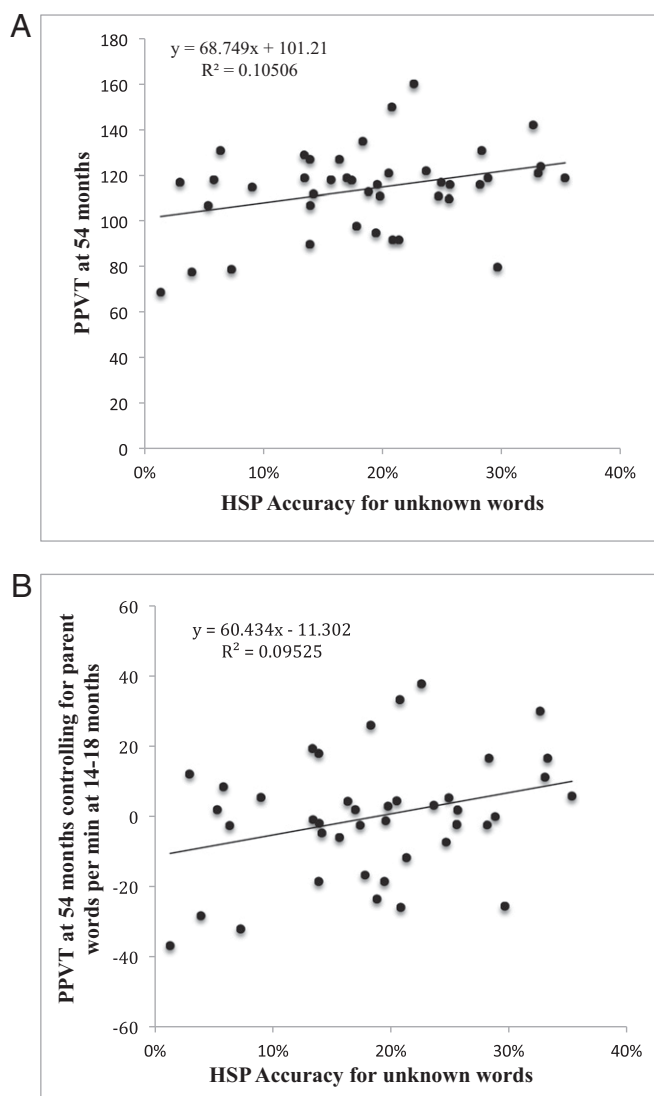 A
y = 68.749x + 101.21
R² = 0.10506
PPVT at 54 months
180
160
140
120
100
80
60
40
20
0
0%
10%
20%
30%
40%
HSP Accuracy for unknown words
B
y = 60.434x - 11.302
R² = 0.09525
PPVT at 54 months controlling for parent
words per min at 14-18 months
60
40
20
0
-20
-40
-60
0%
10%
20%
30%
40%
HSP Accuracy for unknown words